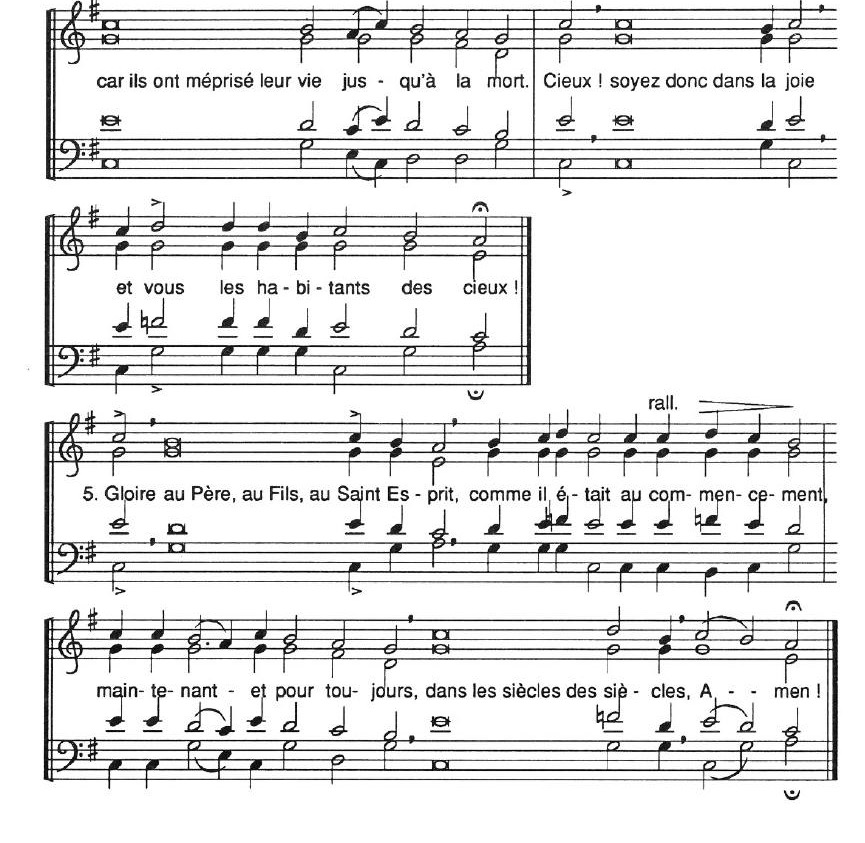 car ils ont méprisé leur vie jus - qu'à la mort. Cieux ! soyez donc dans la joie
et vous les ha - bi - tants des cieux !
rall.
5. Gloire au Père, au Fils, au Saint Es - prit, comme il é - tait au com- men- ce- ment,
main- te- nant - et pour tou- jours, dans les siècles des siè - cles, A - - men !